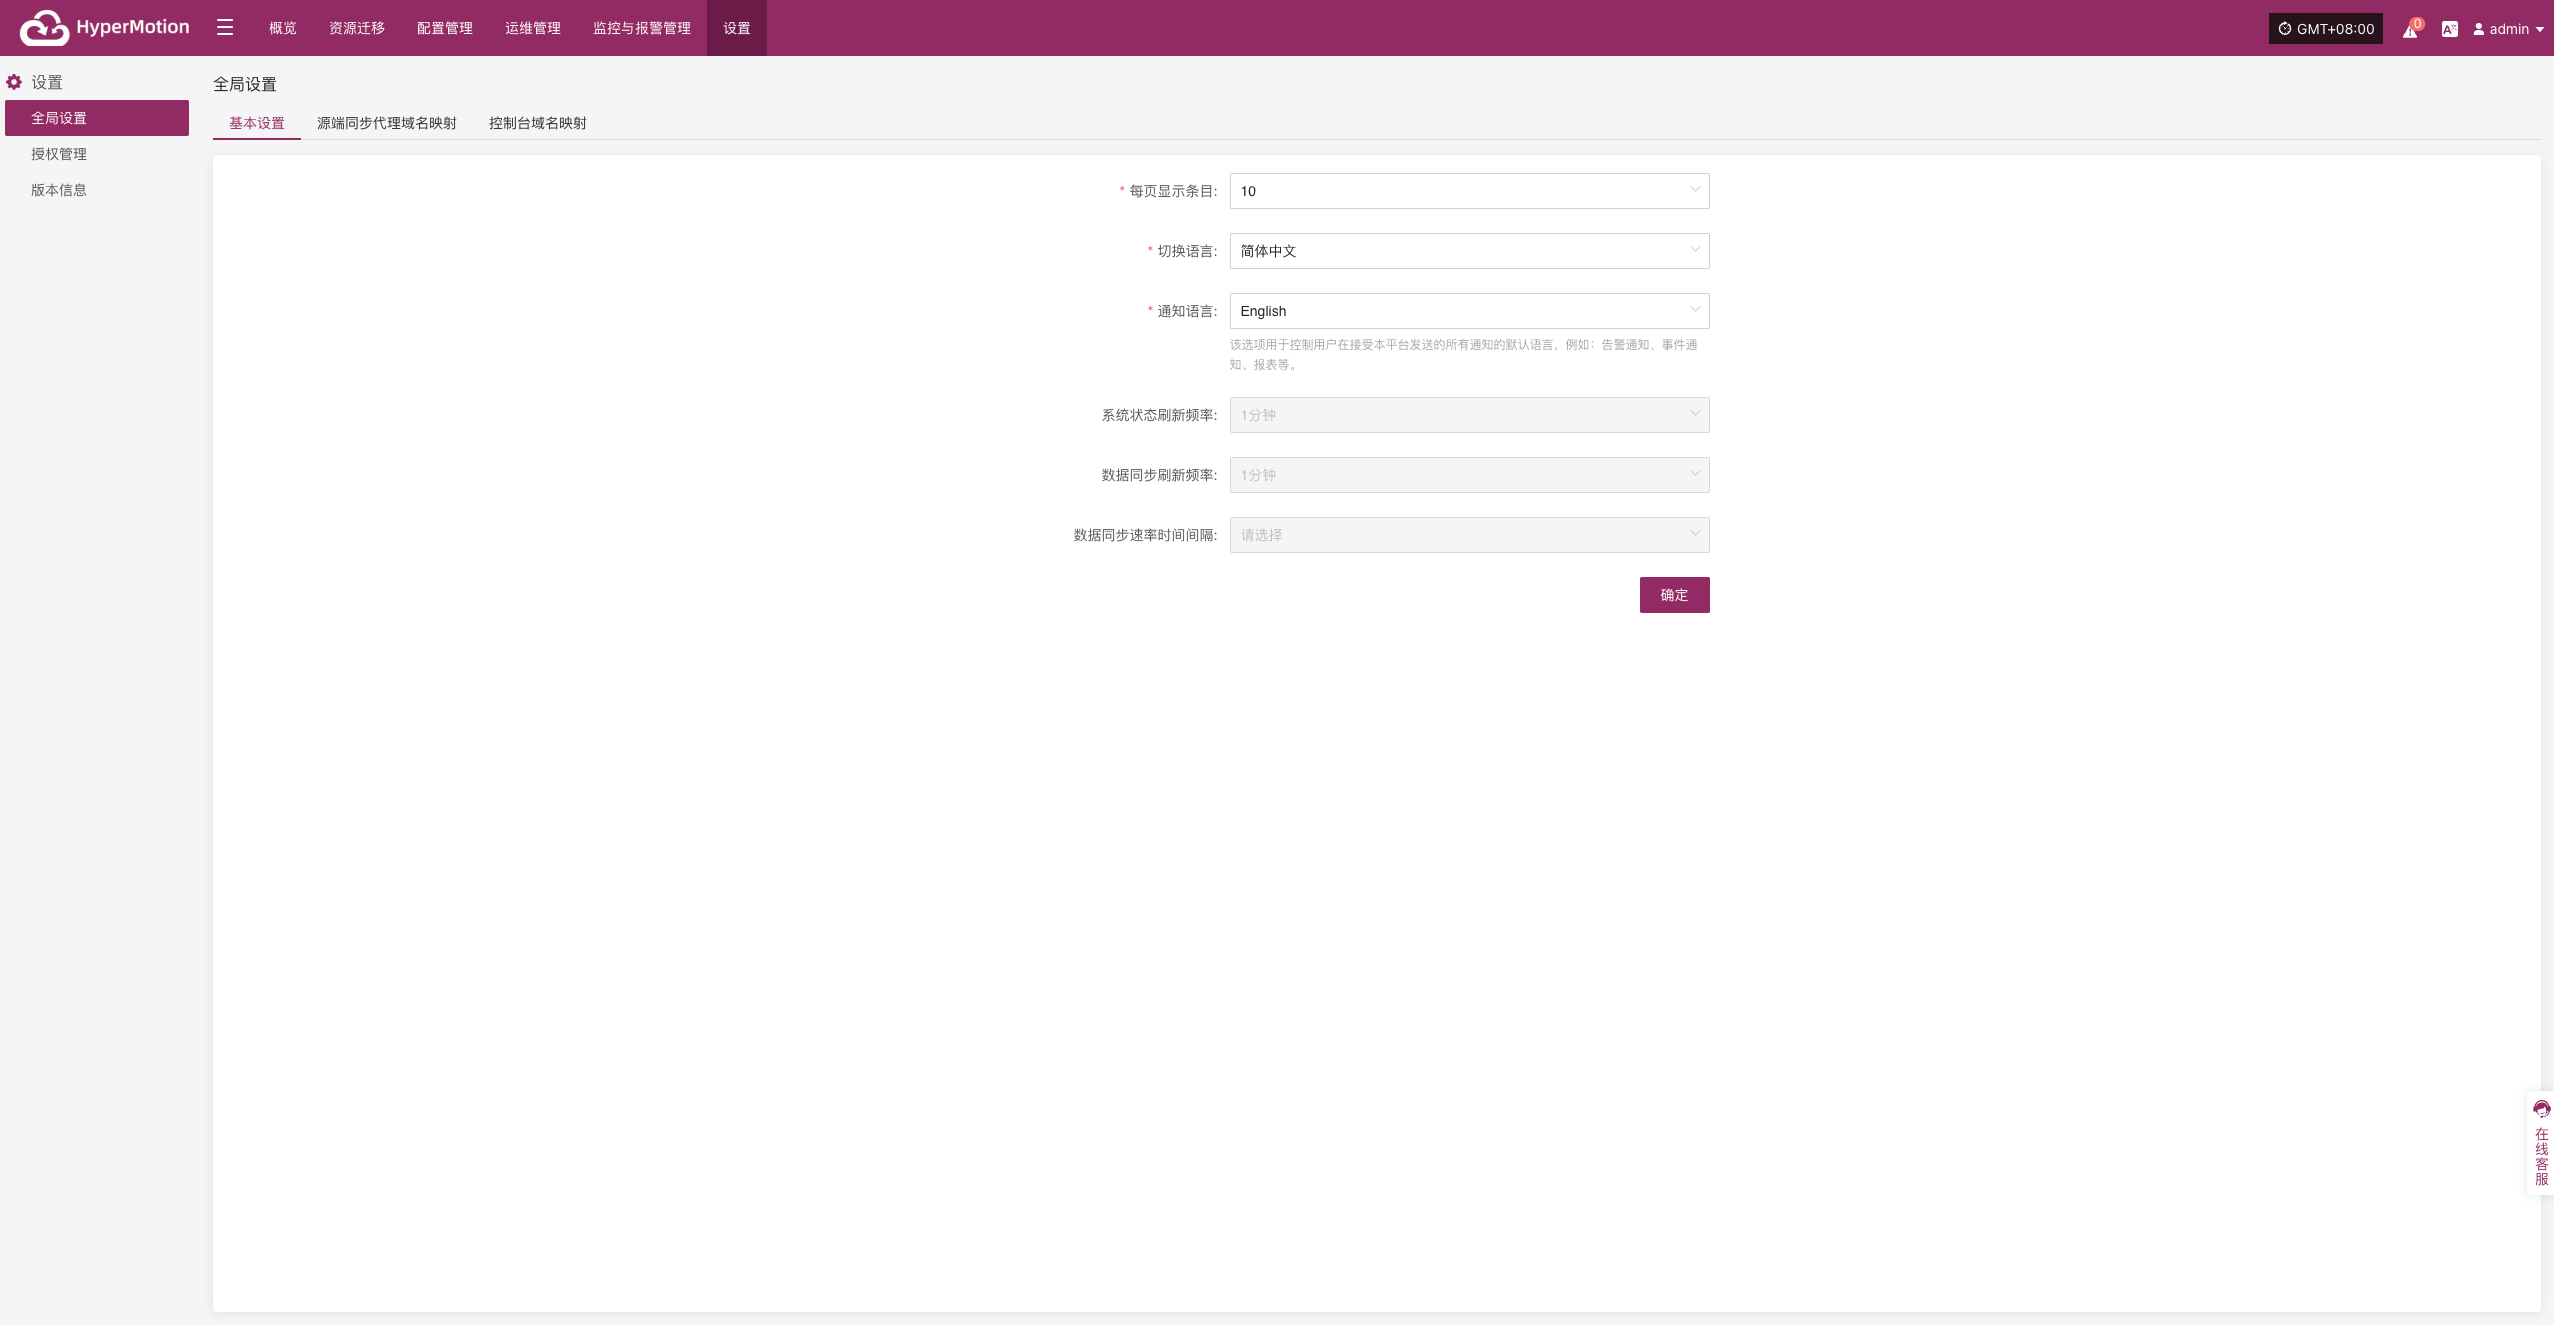 HyperMotion
概览
资源迁移
配置管理
运维管理
监控与报警管理
设置
GMT+08:00
0
admin
设置
全局设置
授权管理
版本信息
全局设置
基本设置
源端同步代理域名映射
控制台域名映射
* 每页显示条目:
10
* 切换语言:
简体中文
* 通知语言:
English
该选项用于控制用户在接受本平台发送的所有通知的默认语言，例如：告警通知、事件通
知、报表等。
系统状态刷新频率:
1分钟
数据同步刷新频率:
1分钟
数据同步速率时间间隔:
请选择
确定
在线客服